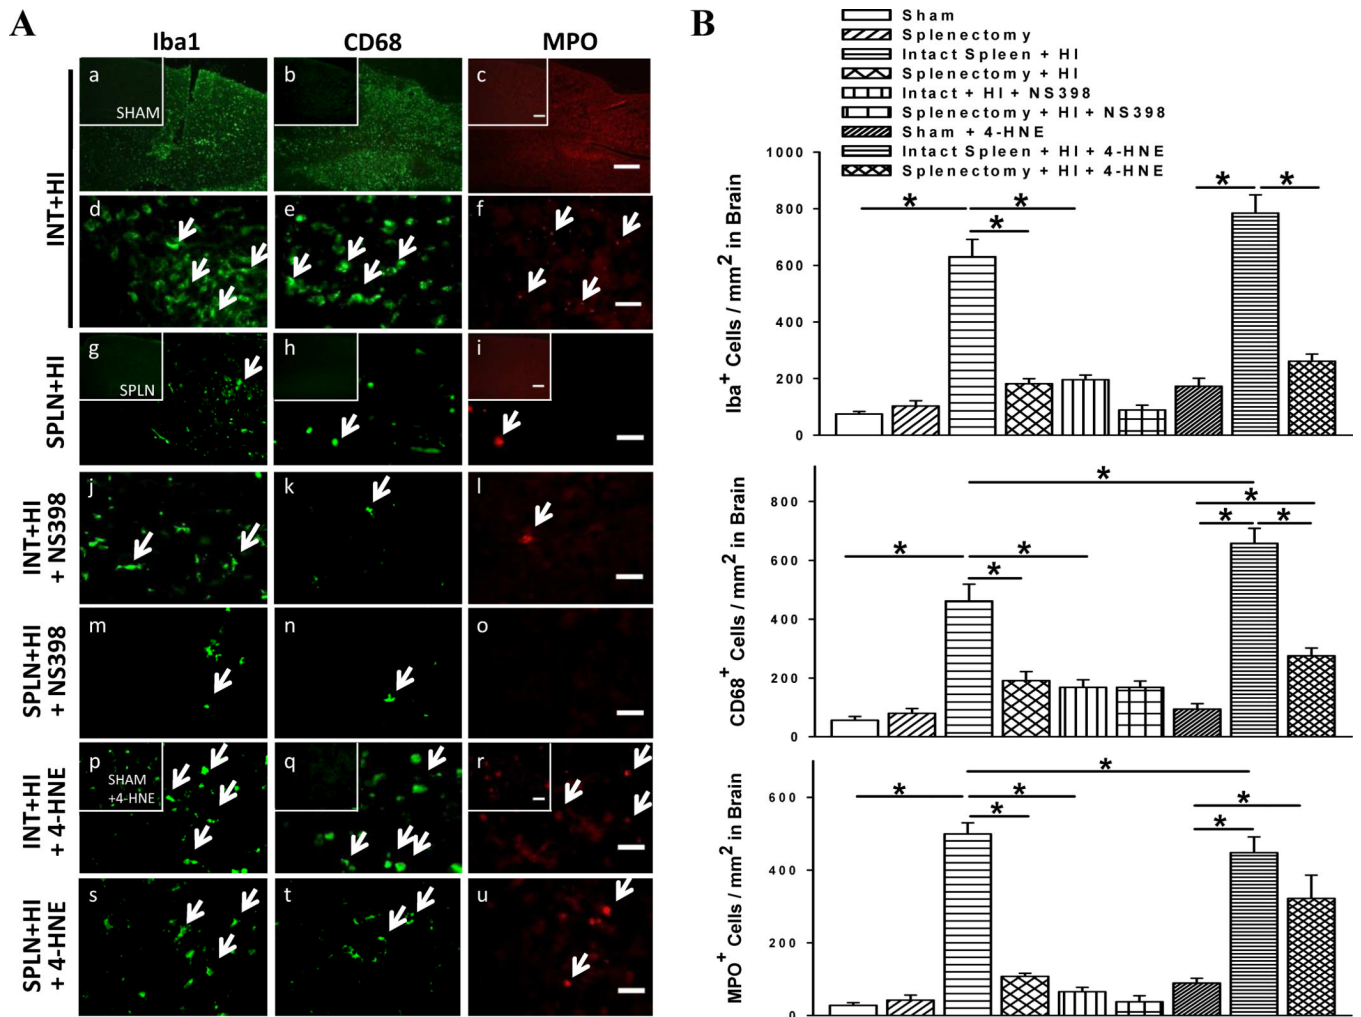 A
Iba1 CD68 MPO
INT+HI
a SHAM b c
d e f
SPLN+HI
g SPLN h i
INT+HI
+ NS398
j k l
SPLN+HI
+ NS398
m n o
INT+HI
+ 4-HNE
p SHAM
+4-HNE q r
SPLN+HI
+ 4-HNE
s t u
B
Sham
Splenectomy
Intact Spleen + HI
Splenectomy + HI
Intact + HI + NS398
Splenectomy + HI + NS398
Sham + 4-HNE
Intact Spleen + HI + 4-HNE
Splenectomy + HI + 4-HNE
Iba+ Cells / mm2 in Brain
1000
800
600
400
200
0
* * * * *
CD68+ Cells / mm2 in Brain
800
600
400
200
0
* * * * * * *
MPO+ Cells / mm2 in Brain
600
400
200
0
* * * * * *